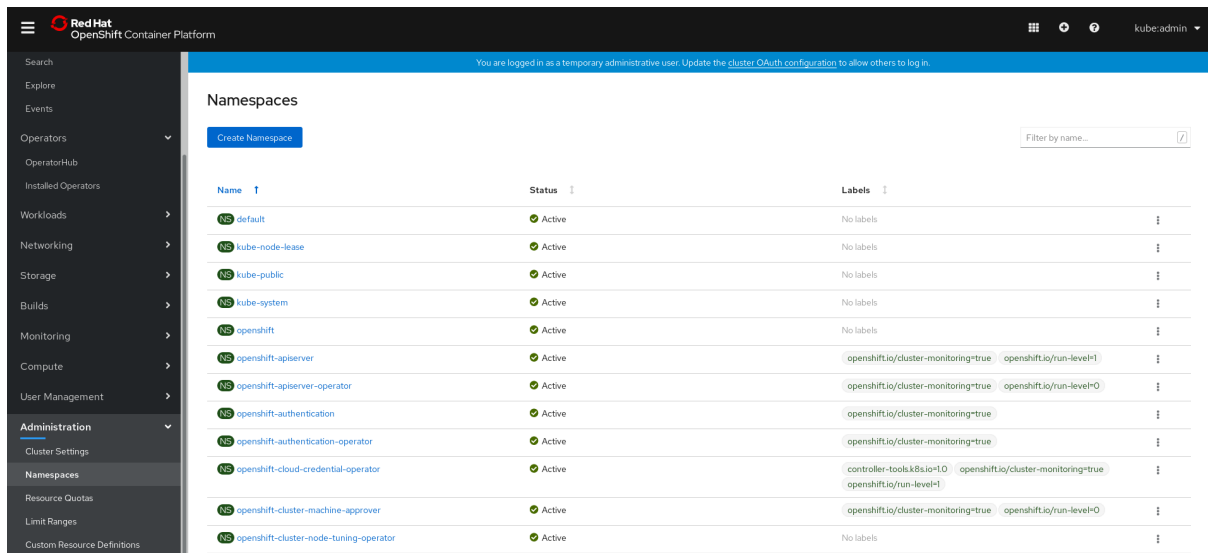 Red Hat
OpenShift Container Platform
kube:admin
You are logged in as a temporary administrative user. Update the cluster OAuth configuration to allow others to log in.
Search
Explore
Events
Operators
OperatorHub
Installed Operators
Workloads
Networking
Storage
Builds
Monitoring
Compute
User Management
Administration
Cluster Settings
Namespaces
Resource Quotas
Limit Ranges
Custom Resource Definitions
Namespaces
Create Namespace
Filter by name... /
Name Status Labels
NS default Active No labels
NS kube-node-lease Active No labels
NS kube-public Active No labels
NS kube-system Active No labels
NS openshift Active No labels
NS openshift-apiserver Active openshift.io/cluster-monitoring=true openshift.io/run-level=1
NS openshift-apiserver-operator Active openshift.io/cluster-monitoring=true openshift.io/run-level=0
NS openshift-authentication Active openshift.io/cluster-monitoring=true
NS openshift-authentication-operator Active openshift.io/cluster-monitoring=true
NS openshift-cloud-credential-operator Active controller-tools.k8s.io=1.0 openshift.io/cluster-monitoring=true
openshift.io/run-level=1
NS openshift-cluster-machine-approver Active openshift.io/cluster-monitoring=true openshift.io/run-level=0
NS openshift-cluster-node-tuning-operator Active No labels